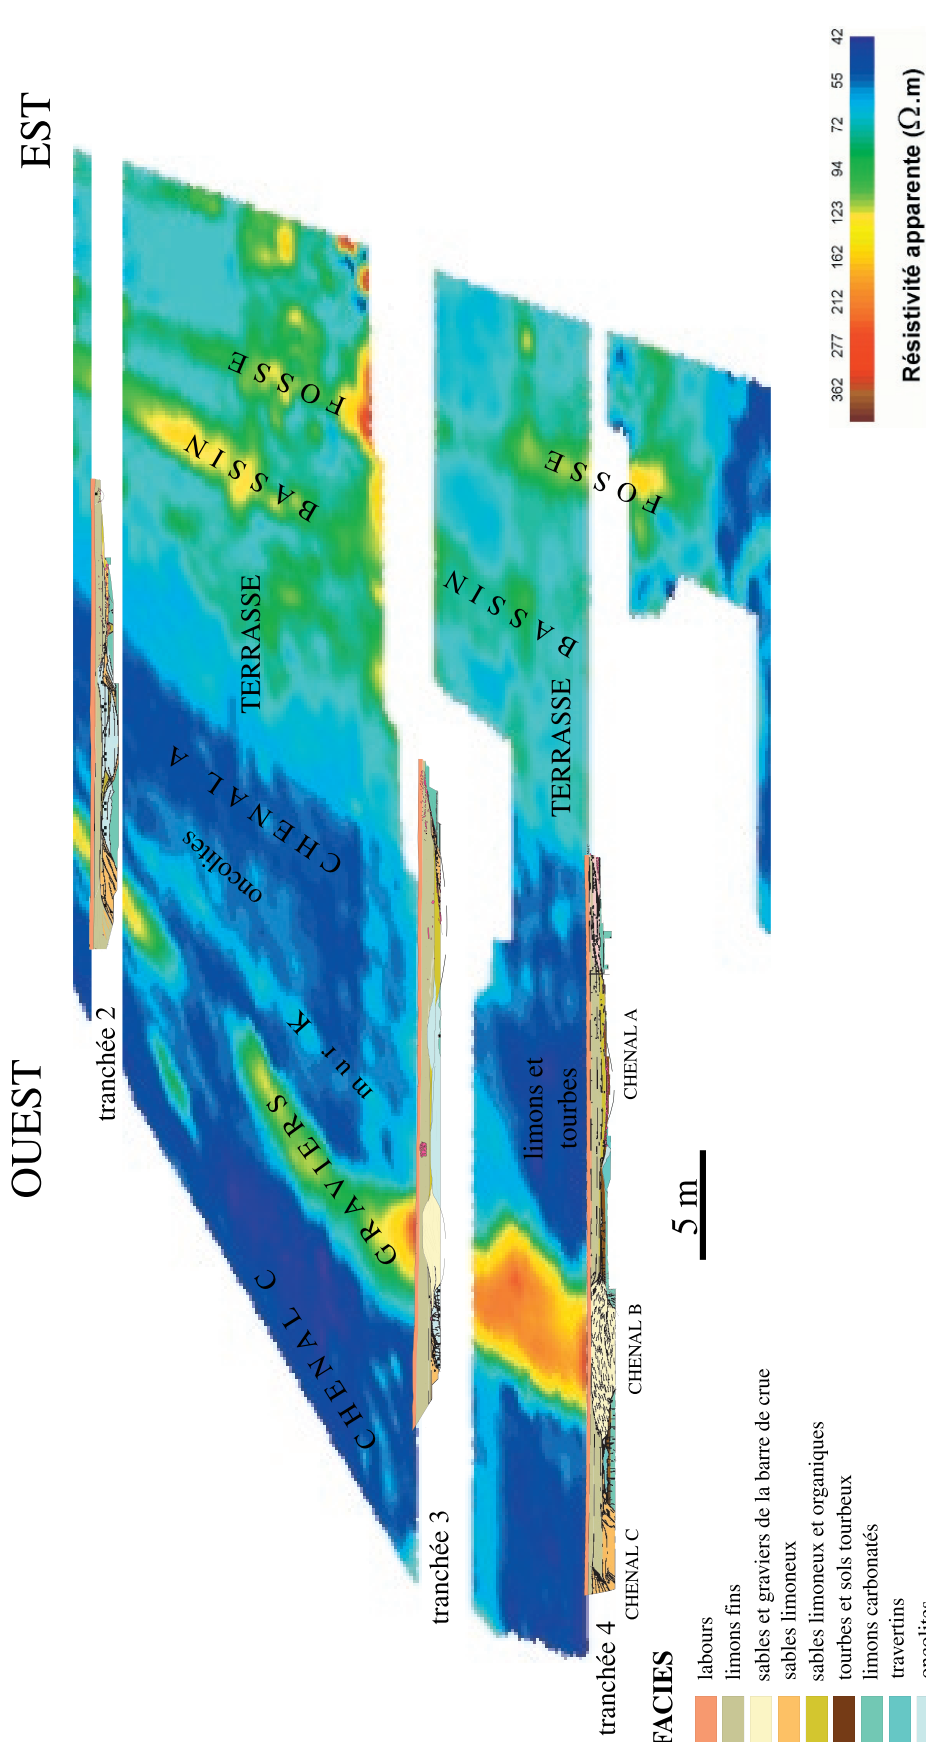 OUEST
EST
tranchée 2
tranchée 3
tranchée 4
BASSIN
FOSSE
TERRASSE
CHENAL A
oncolites
mur K
GRAVIERS
CHENAL C
BASSIN
FOSSE
TERRASSE
limons et
tourbes
CHENAL C
CHENAL B
CHENAL A
5 m
42
55
72
94
123
162
212
277
362
Résistivité apparente (Ω.m)
FACIES
labours
limons fins
sables et graviers de la barre de crue
sables limoneux
sables limoneux et organiques
tourbes et sols tourbeux
limons carbonatés
travertins